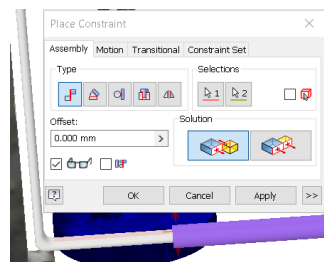 Place Constraint
Assembly Motion Transitional Constraint Set
Type Selections
1 2
Offset: Solution
0.000 mm >
? OK Cancel Apply >>